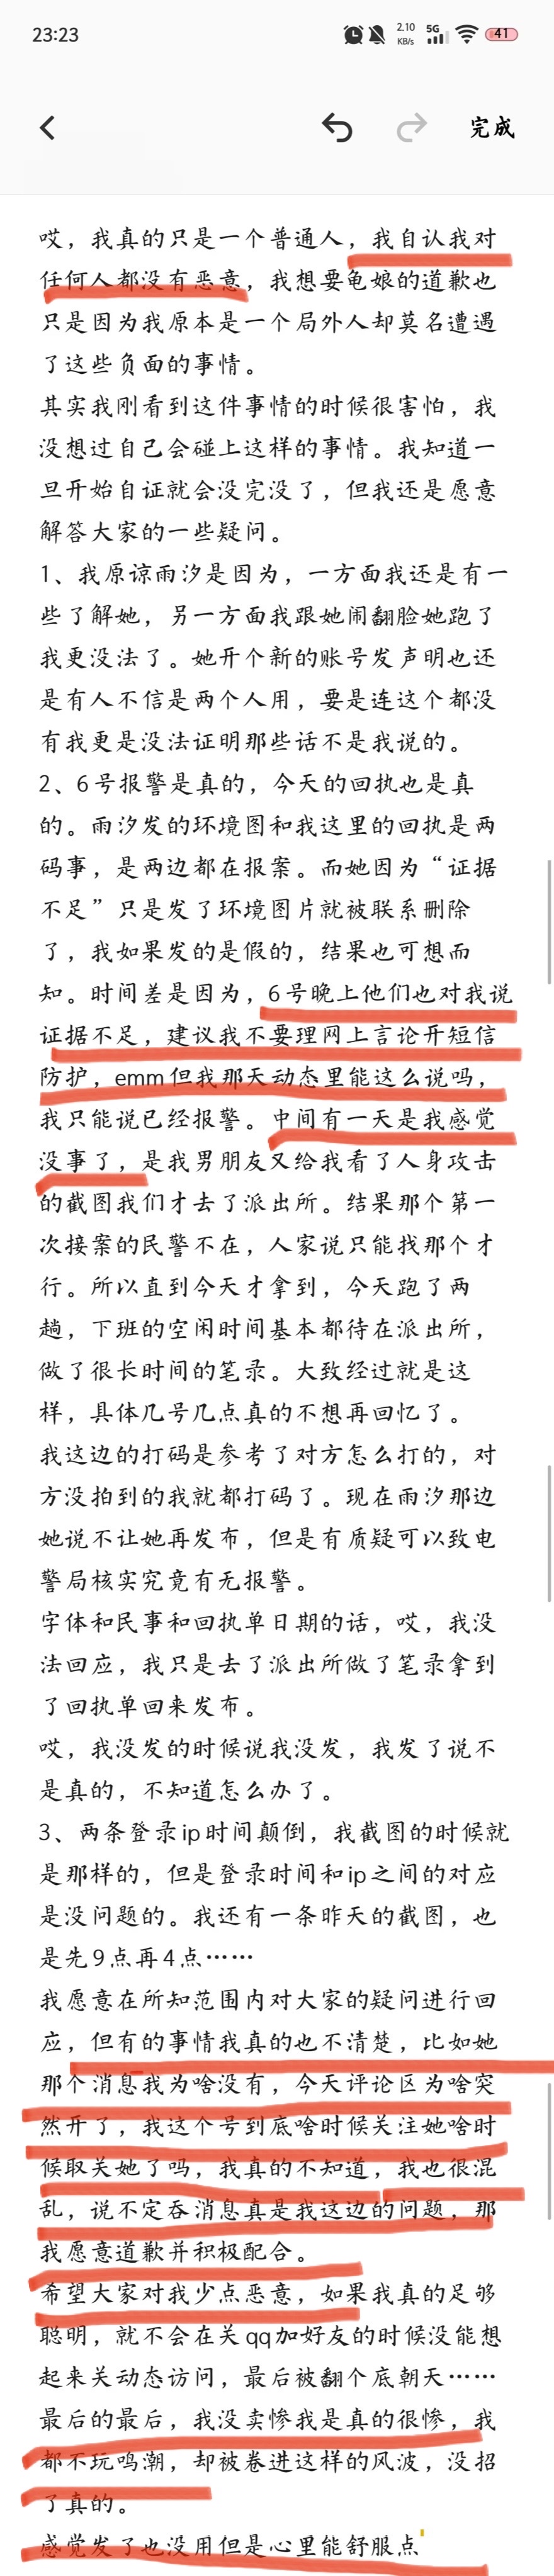 23:23
2.10 KB/s 5G 41
完成
哎，我真的只是一个普通人，我自认我对
任何人都没有恶意，我想要龟娘的道歉也
只是因为我原本是一个局外人却莫名遭遇
了这些负面的事情。
其实我刚看到这件事情的时候很害怕，我
没想过自己会碰上这样的事情。我知道一
旦开始自证就会没完没了，但我还是愿意
解答大家的一些疑问。
1、我原谅雨汐是因为，一方面我还是有一
些了解她，另一方面我跟她闹翻脸她跑了
我更没法了。她开个新的账号发声明也还
是有人不信是两个人用，要是连这个都没
有我更是没法证明那些话不是我说的。
2、6号报警是真的，今天的回执也是真
的。雨汐发的环境图和我这里的回执是两
码事，是两边都在报案。而她因为“证据
不足”只是发了环境图片就被联系删除
了，我如果发的是假的，结果也可想而
知。时间差是因为，6号晚上他们也对我说
证据不足，建议我不要理网上言论开短信
防护，emm但我那天动态里能这么说吗，
我只能说已经报警。中间有一天是我感觉
没事了，是我男朋友又给我看了人身攻击
的截图我们才去了派出所。结果那个第一
次接案的民警不在，人家说只能找那个才
行。所以直到今天才拿到，今天跑了两
趟，下班的空闲时间基本都待在派出所，
做了很长时间的笔录。大致经过就是这
样，具体几号几点真的不想再回忆了。
我这边的打码是参考了对方怎么打的，对
方没拍到的我就都打码了。现在雨汐那边
她说不让她再发布，但是有质疑可以致电
警局核实究竟有无报警。
字体和民事和回执单日期的话，哎，我没
法回应，我只是去了派出所做了笔录拿到
了回执单回来发布。
哎，我没发的时候说我没发，我发了说不
是真的，不知道怎么办了。
3、两条登录ip时间颠倒，我截图的时候就
是那样的，但是登录时间和ip之间的对应
是没问题的。我还有一条昨天的截图，也
是先9点再4点……
我愿意在所知范围内对大家的疑问进行回
应，但有的事情我真的也不清楚，比如她
那个消息我为啥没有，今天评论区为啥突
然开了，我这个号到底啥时候关注她啥时
候取关她了吗，我真的不知道，我也很混
乱，说不定吞消息真是我这边的问题，那
我愿意道歉并积极配合。
希望大家对我少点恶意，如果我真的足够
聪明，就不会在关qq加好友的时候没能想
起来关动态访问，最后被翻个底朝天……
最后的最后，我没卖惨我是真的很惨，我
都不玩鸣潮，却被卷进这样的风波，没招
了真的。
感觉发了也没用但是心里能舒服点